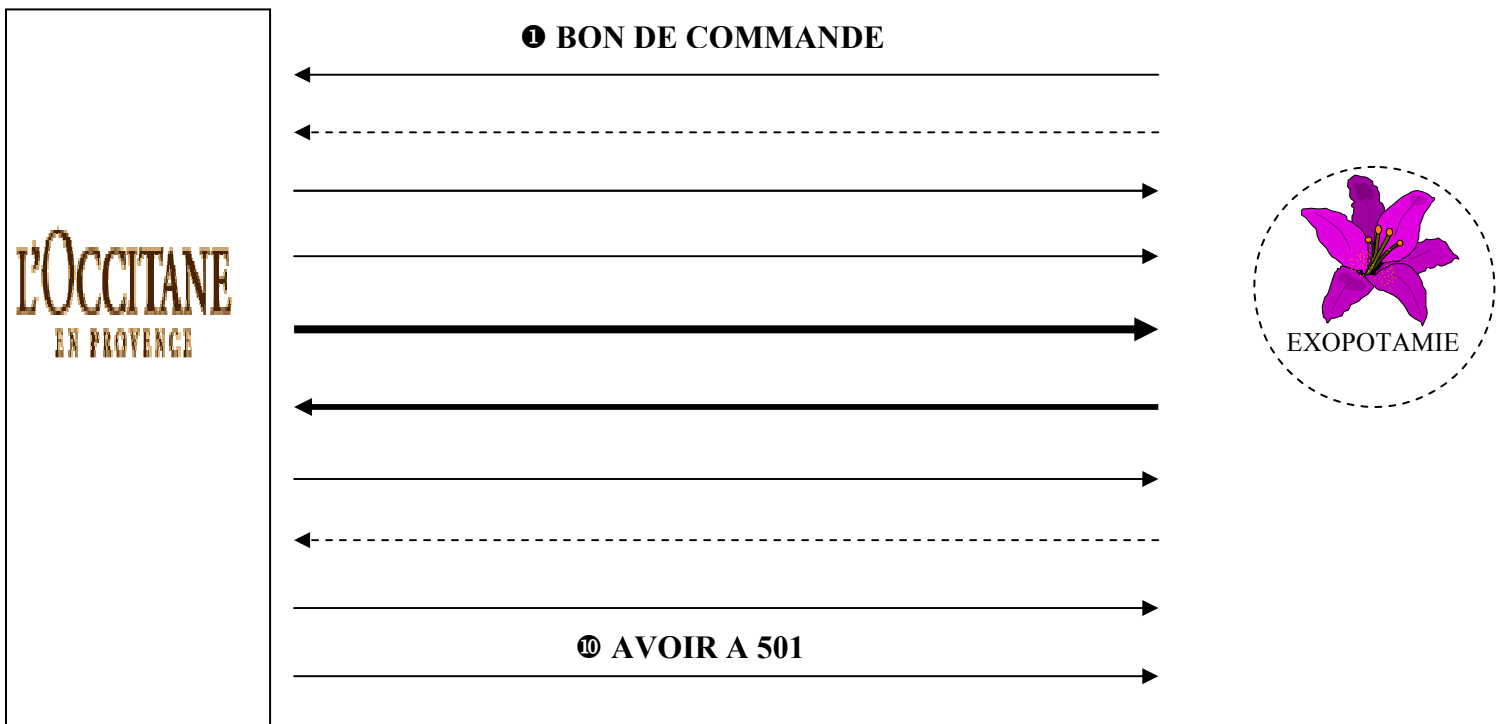 ❶ BON DE COMMANDE
L'OCCITANE
EN PROVENCE
EXOPOTAMIE
❿ AVOIR A 501